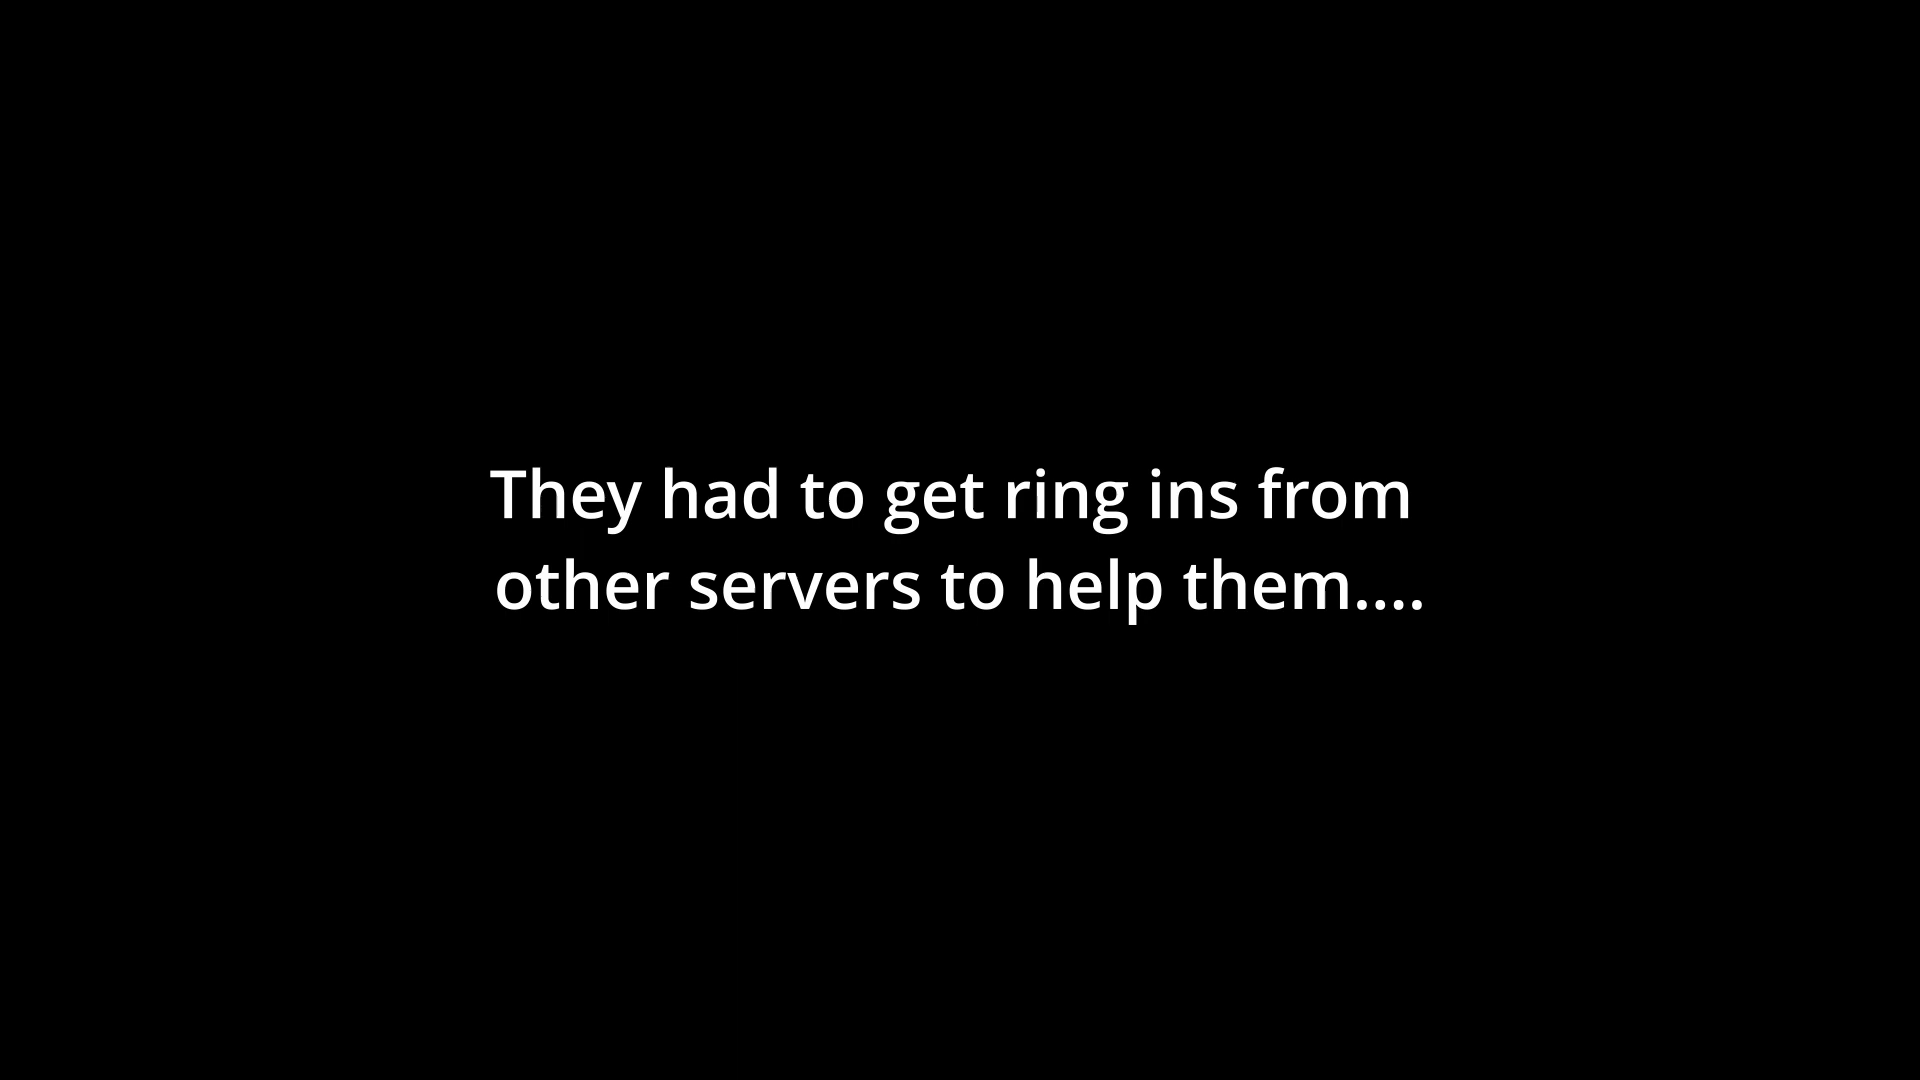 They had to get ring ins from
other servers to help them....